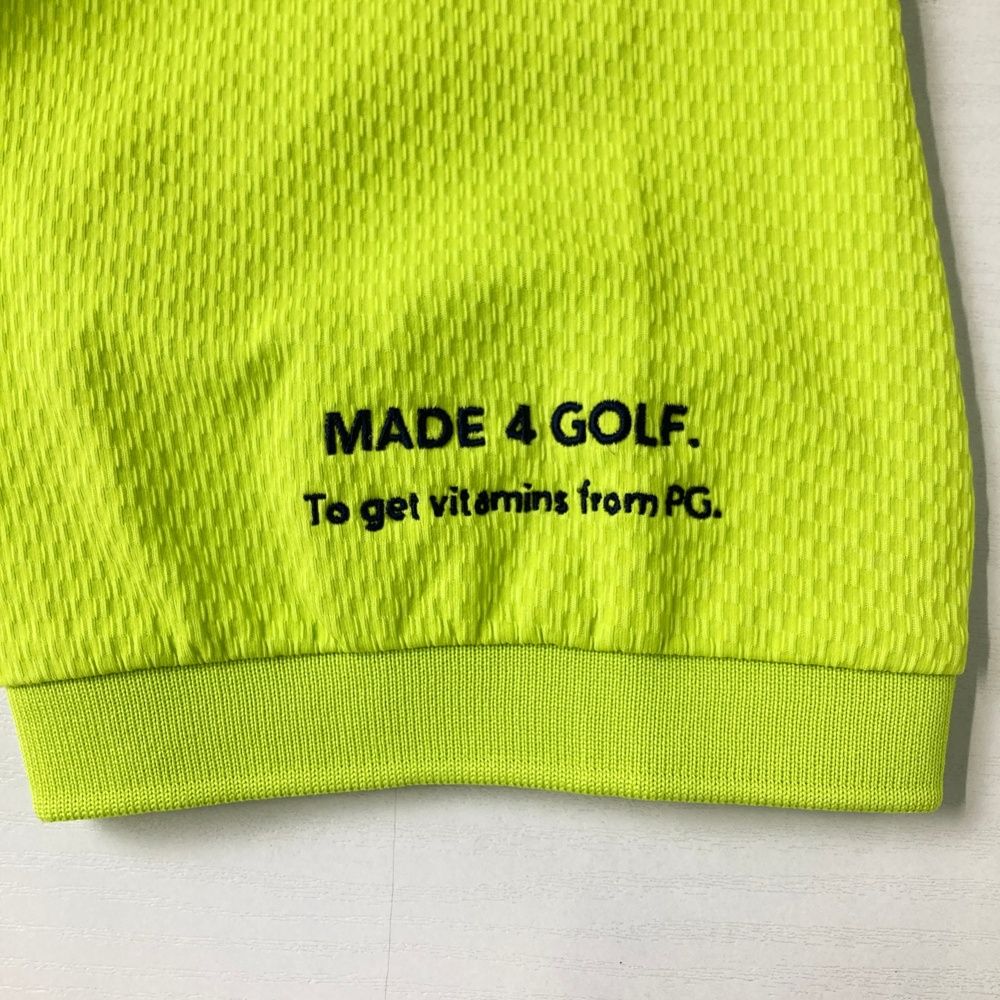 MADE 4 GOLF.
To get vitamins from PG.